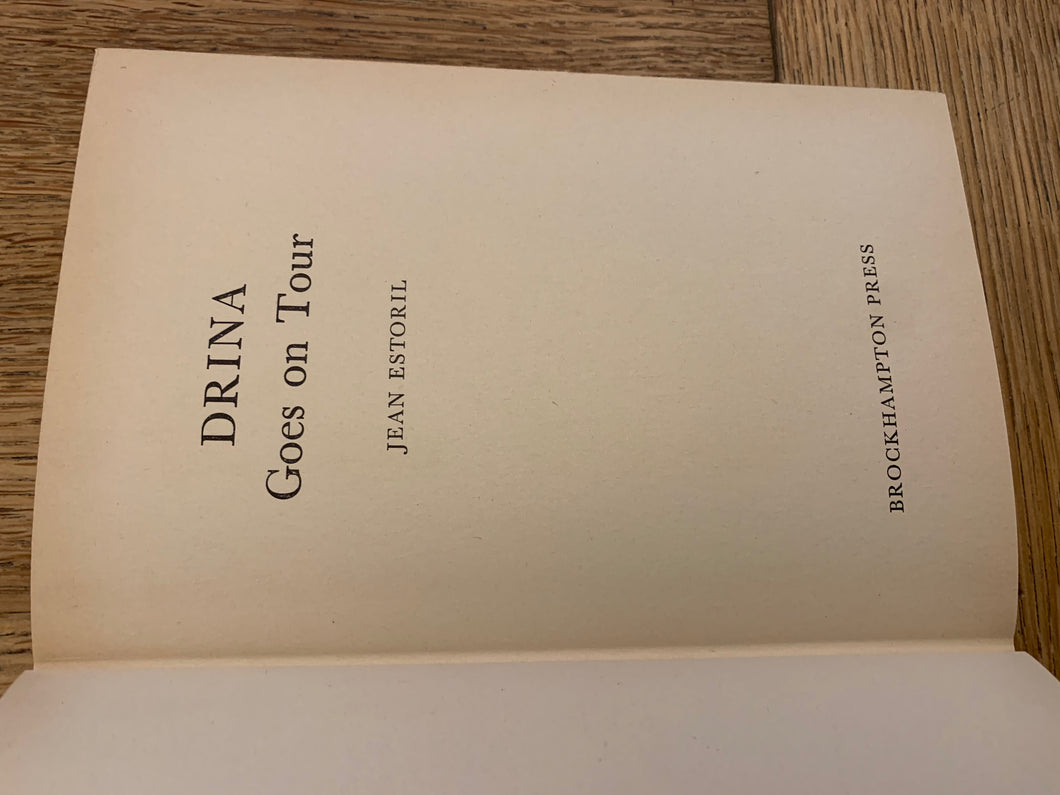 DRINA
Goes on Tour
JEAN ESTORIL
BROCKHAMPTON PRESS